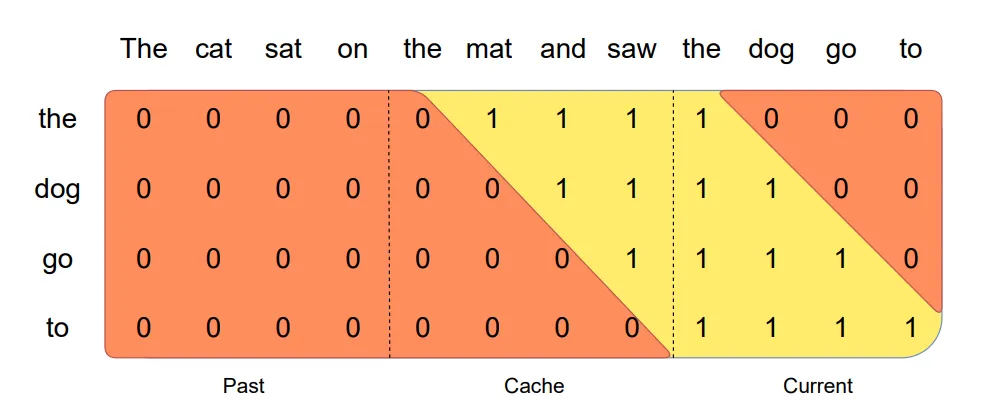 The cat sat on the mat and saw the dog go to
the 0 0 0 0 0 1 1 1 1 0 0 0
dog 0 0 0 0 0 0 1 1 1 1 0 0
go 0 0 0 0 0 0 0 1 1 1 1 0
to 0 0 0 0 0 0 0 0 1 1 1 1
Past Cache Current